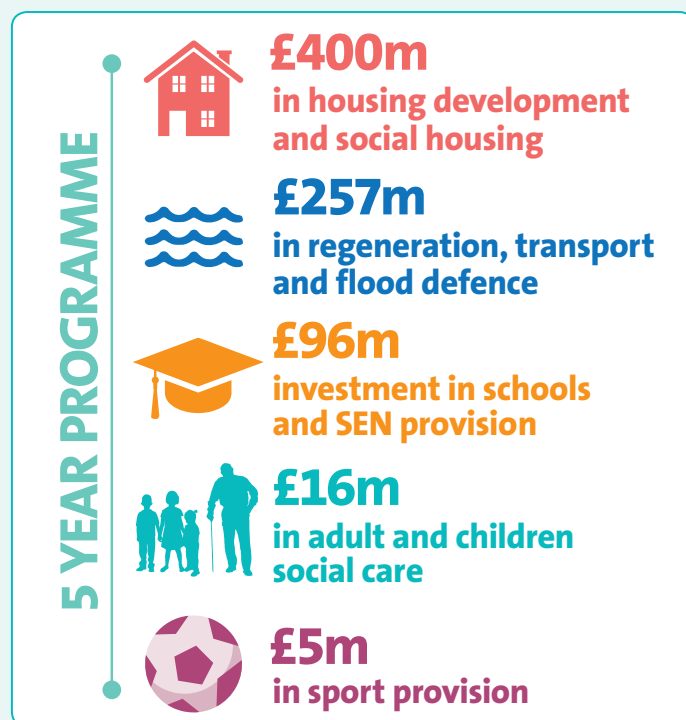 5 YEAR PROGRAMME
£400m
in housing development
and social housing
£257m
in regeneration, transport
and flood defence
£96m
investment in schools
and SEN provision
£16m
in adult and children
social care
£5m
in sport provision